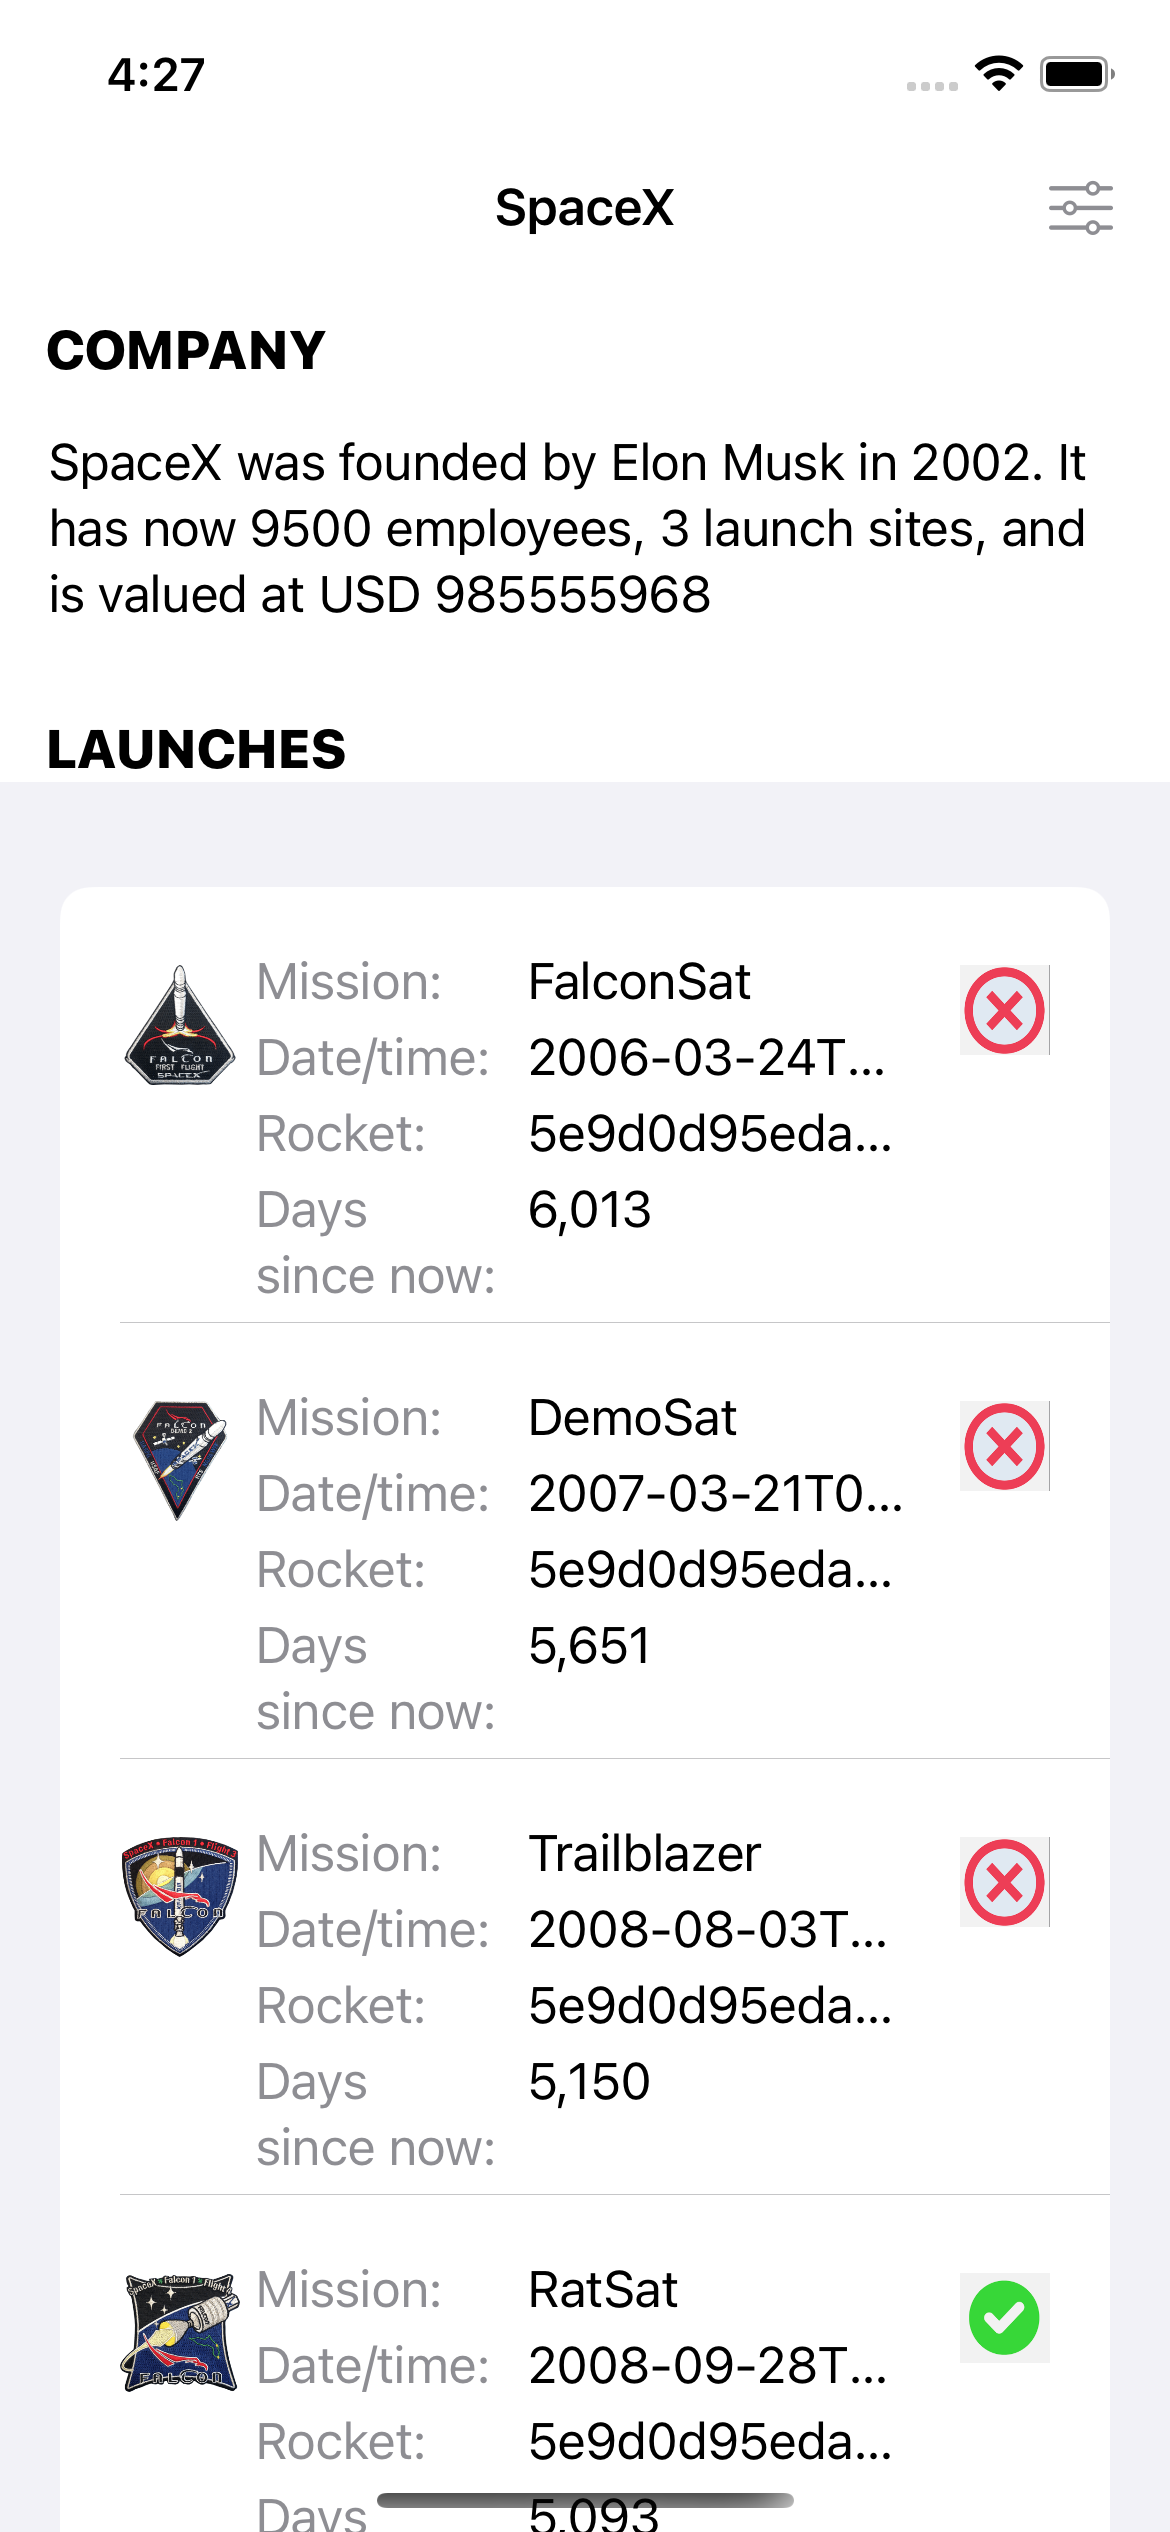 4:27
SpaceX
COMPANY
SpaceX was founded by Elon Musk in 2002. It
has now 9500 employees, 3 launch sites, and
is valued at USD 985555968
LAUNCHES
FALCON
FIRST FLIGHT
SPACEX
Mission: FalconSat
Date/time: 2006-03-24T...
Rocket: 5e9d0d95eda...
Days 6,013
since now:
FALCON
DEMO 2
Mission: DemoSat
Date/time: 2007-03-21T0...
Rocket: 5e9d0d95eda...
Days 5,651
since now:
SpaceX • Falcon 1 • Flight 3
FALCON
Mission: Trailblazer
Date/time: 2008-08-03T...
Rocket: 5e9d0d95eda...
Days 5,150
since now:
SpaceX Falcon 1 Flight
FALCON
Mission: RatSat
Date/time: 2008-09-28T...
Rocket: 5e9d0d95eda...
Days 5,093